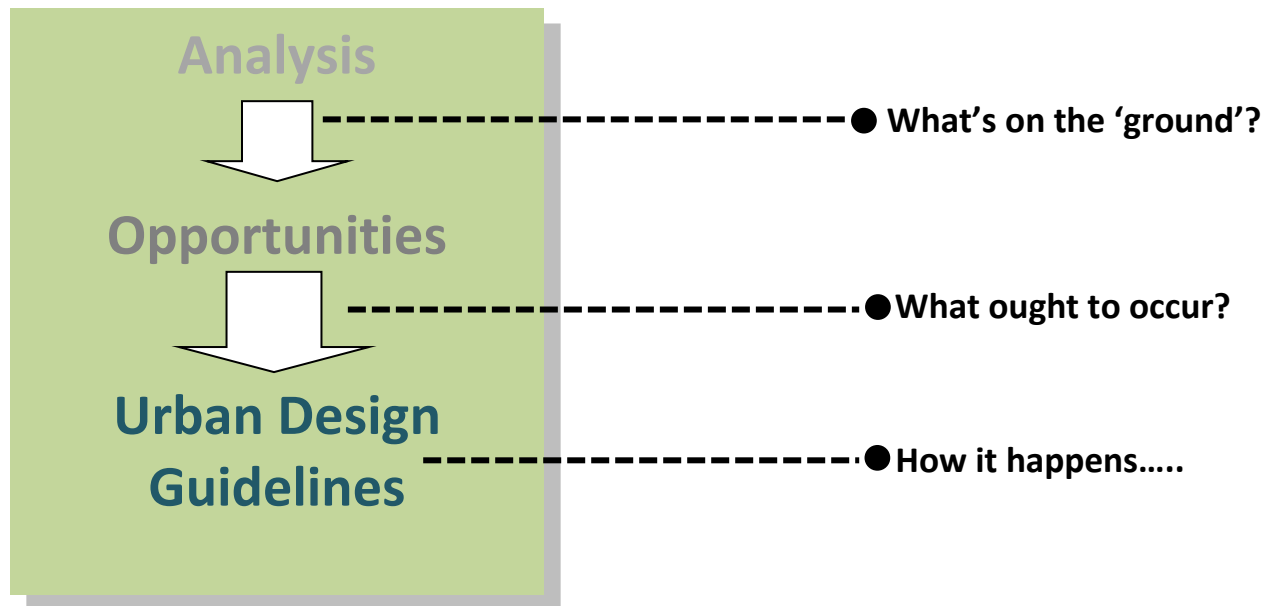 Analysis
What’s on the ‘ground’?
Opportunities
What ought to occur?
Urban Design
Guidelines
How it happens…..